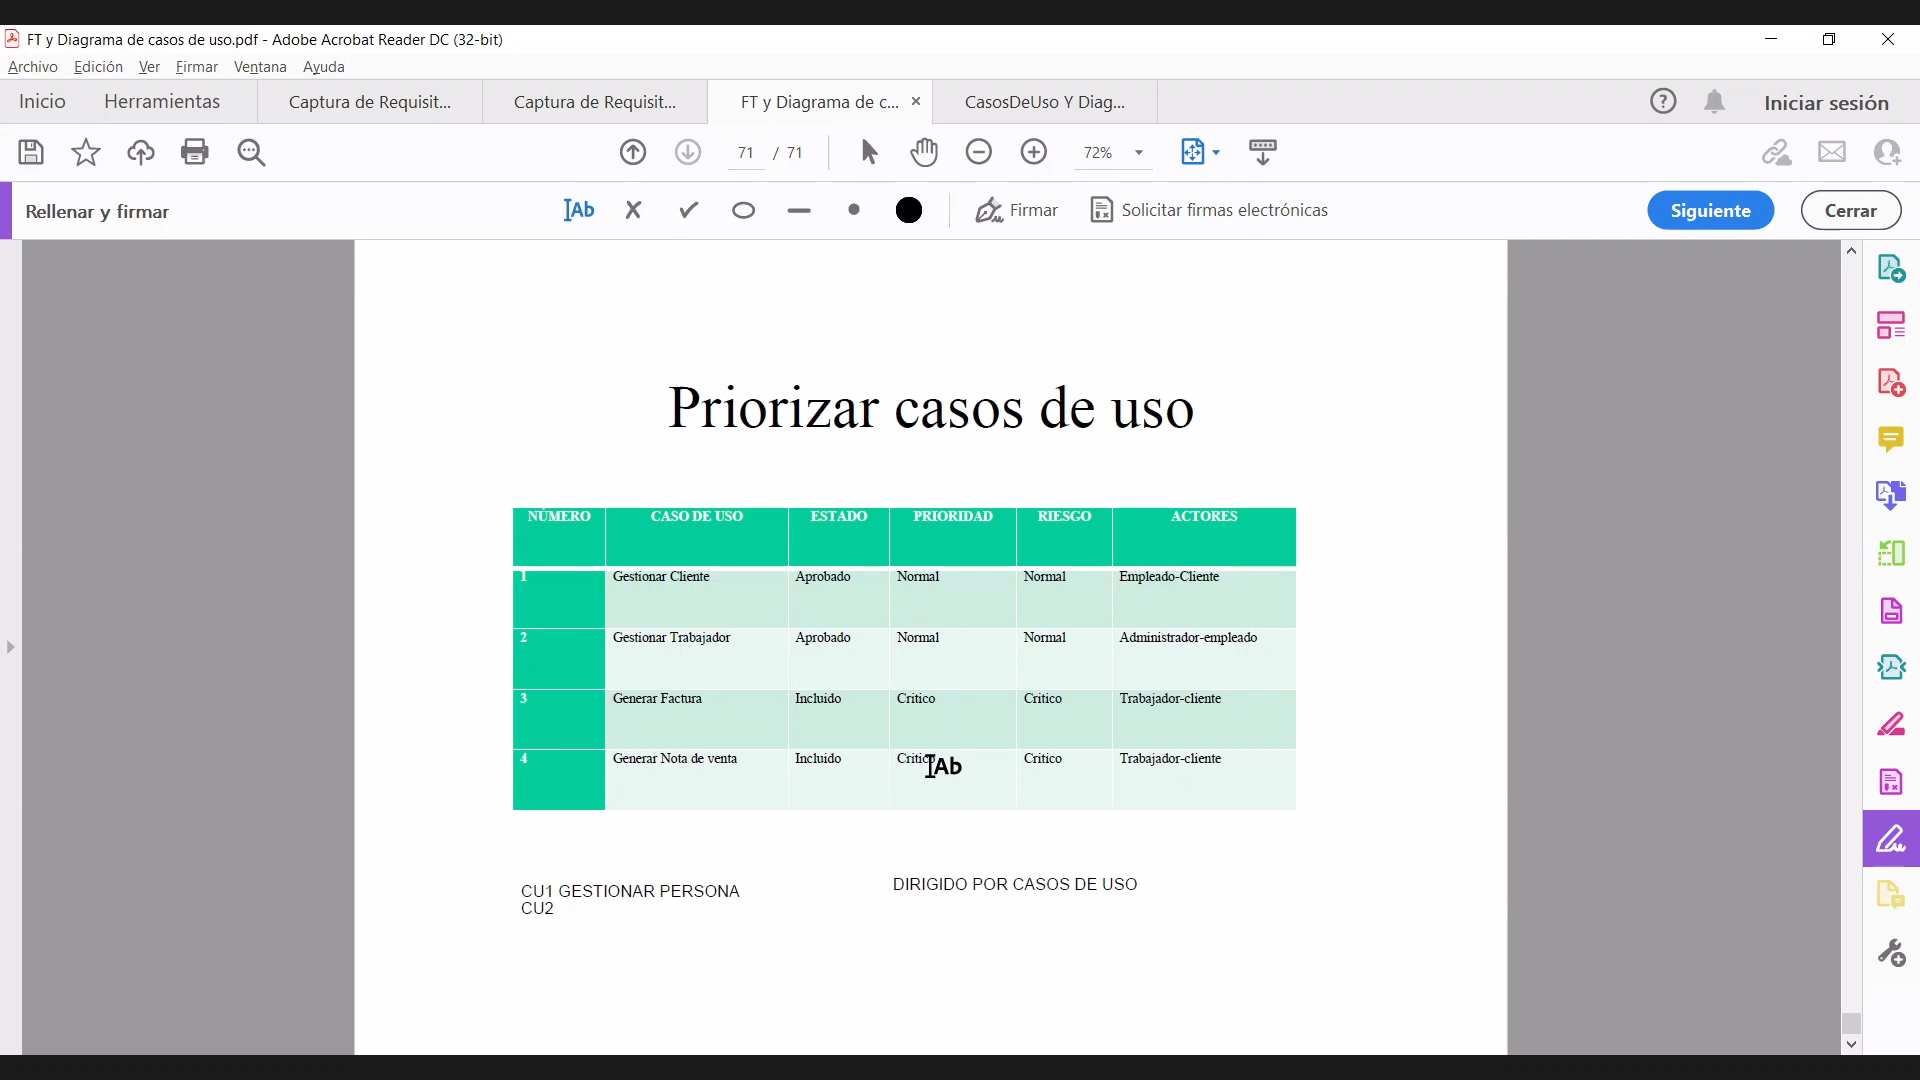 FT y Diagrama de casos de uso.pdf - Adobe Acrobat Reader DC (32-bit)
Archivo Edición Ver Firmar Ventana Ayuda
Inicio Herramientas Captura de Requisit... Captura de Requisit... FT y Diagrama de c... CasosDeUso Y Diag... Iniciar sesión
71 / 71 72%
Rellenar y firmar Ab Firmar Solicitar firmas electrónicas Siguiente Cerrar
Priorizar casos de uso
NÚMERO CASO DE USO ESTADO PRIORIDAD RIESGO ACTORES
1 Gestionar Cliente Aprobado Normal Normal Empleado-Cliente
2 Gestionar Trabajador Aprobado Normal Normal Administrador-empleado
3 Generar Factura Incluido Critico Critico Trabajador-cliente
4 Generar Nota de venta Incluido Critico Critico Trabajador-cliente
Ab
CU1 GESTIONAR PERSONA
CU2
DIRIGIDO POR CASOS DE USO